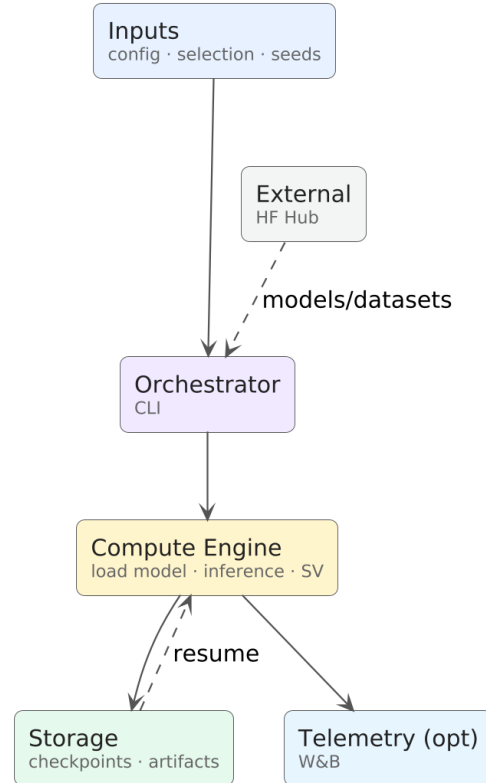 Inputs
config · selection · seeds
External
HF Hub
models/datasets
Orchestrator
CLI
Compute Engine
load model · inference · SV
resume
Storage
checkpoints · artifacts
Telemetry (opt)
W&B